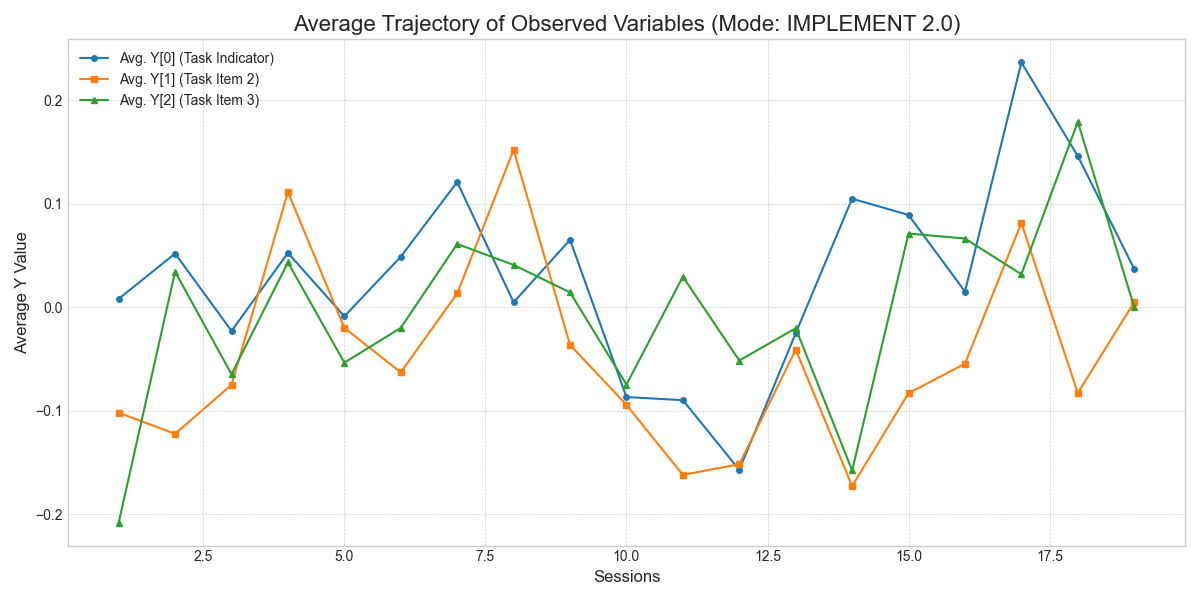 Average Trajectory of Observed Variables (Mode: IMPLEMENT 2.0)
Avg. Y[0] (Task Indicator)
Avg. Y[1] (Task Item 2)
Avg. Y[2] (Task Item 3)
Average Y Value
0.2
0.1
0.0
−0.1
−0.2
2.5 5.0 7.5 10.0 12.5 15.0 17.5
Sessions